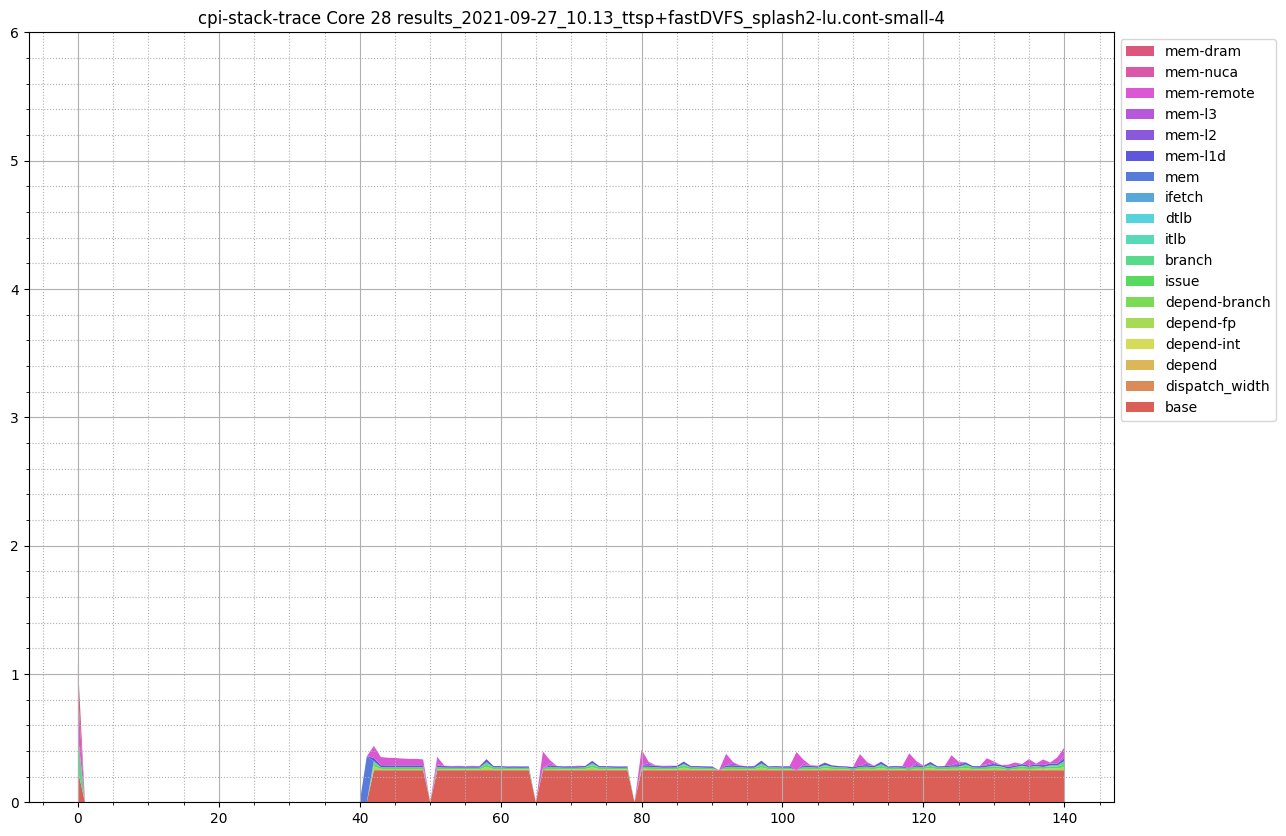 cpi-stack-trace Core 28 results_2021-09-27_10.13_ttsp+fastDVFS_splash2-lu.cont-small-4
6
5
4
3
2
1
0
0 20 40 60 80 100 120 140
mem-dram
mem-nuca
mem-remote
mem-l3
mem-l2
mem-l1d
mem
ifetch
dtlb
itlb
branch
issue
depend-branch
depend-fp
depend-int
depend
dispatch_width
base